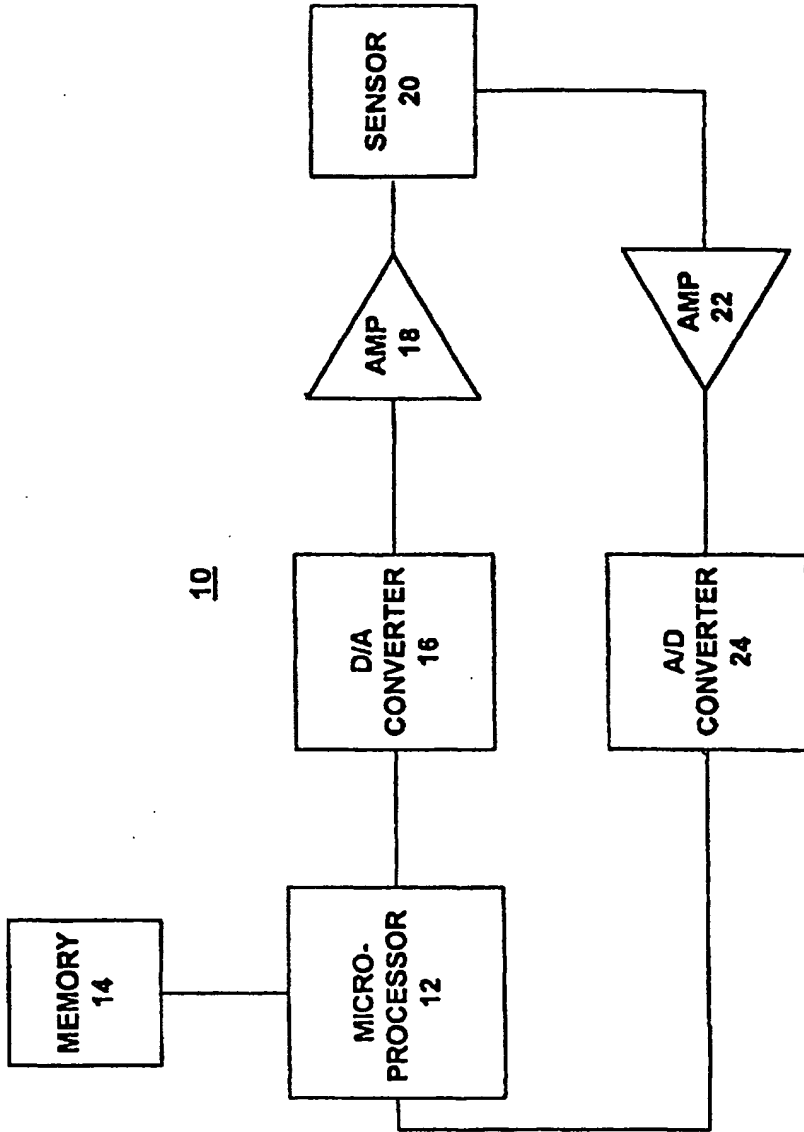 10
MEMORY
14
MICRO-
PROCESSOR
12
D/A
CONVERTER
16
AMP
18
SENSOR
20
AMP
22
A/D
CONVERTER
24